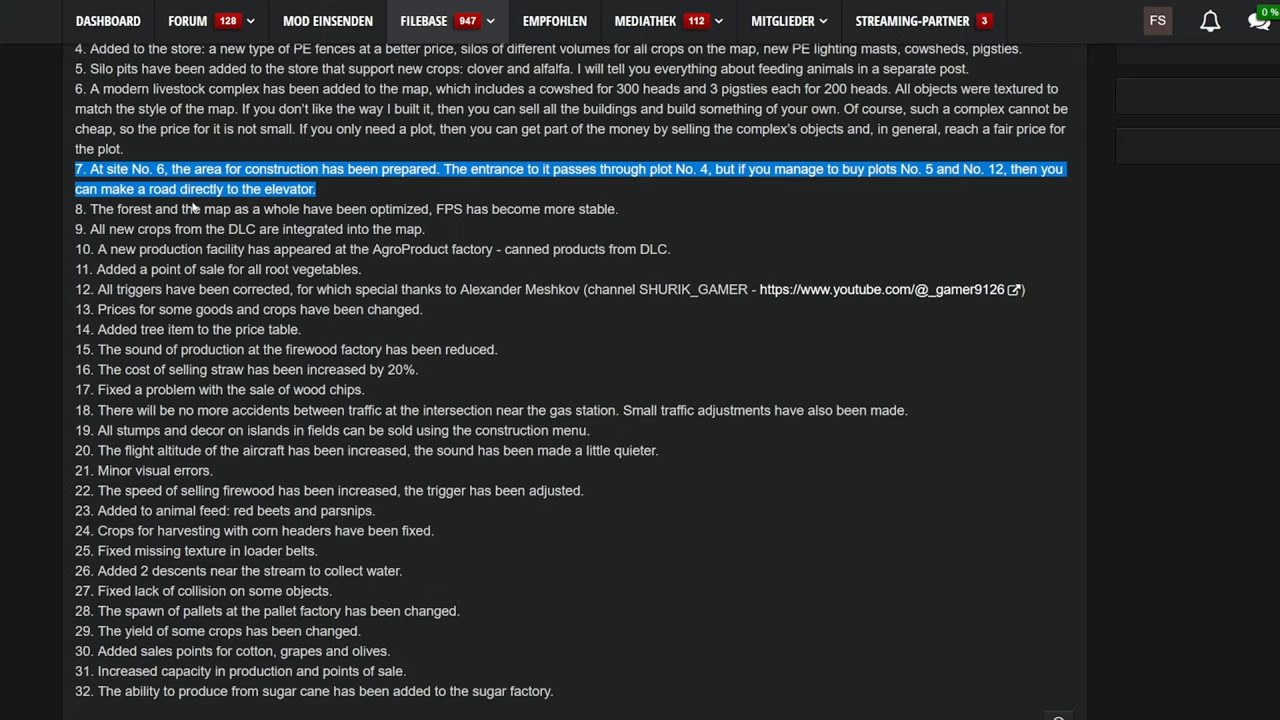 DASHBOARD FORUM 128 MOD EINSENDEN FILEBASE 947 EMPFOHLEN MEDIATHEK 112 MITGLIEDER STREAMING-PARTNER 3 FS 0 %
4. Added to the store: a new type of PE fences at a better price, silos of different volumes for all crops on the map, new PE lighting masts, cowsheds, pigsties.
5. Silo pits have been added to the store that support new crops: clover and alfalfa. I will tell you everything about feeding animals in a separate post.
6. A modern livestock complex has been added to the map, which includes a cowshed for 300 heads and 3 pigsties each for 200 heads. All objects were textured to
match the style of the map. If you don't like the way I built it, then you can sell all the buildings and build something of your own. Of course, such a complex cannot be
cheap, so the price for it is not small. If you only need a plot, then you can get part of the money by selling the complex's objects and, in general, reach a fair price for
the plot.
7. At site No. 6, the area for construction has been prepared. The entrance to it passes through plot No. 4, but if you manage to buy plots No. 5 and No. 12, then you
can make a road directly to the elevator.
8. The forest and the map as a whole have been optimized, FPS has become more stable.
9. All new crops from the DLC are integrated into the map.
10. A new production facility has appeared at the AgroProduct factory - canned products from DLC.
11. Added a point of sale for all root vegetables.
12. All triggers have been corrected, for which special thanks to Alexander Meshkov (channel SHURIK_GAMER - https://www.youtube.com/@_gamer9126)
13. Prices for some goods and crops have been changed.
14. Added tree item to the price table.
15. The sound of production at the firewood factory has been reduced.
16. The cost of selling straw has been increased by 20%.
17. Fixed a problem with the sale of wood chips.
18. There will be no more accidents between traffic at the intersection near the gas station. Small traffic adjustments have also been made.
19. All stumps and decor on islands in fields can be sold using the construction menu.
20. The flight altitude of the aircraft has been increased, the sound has been made a little quieter.
21. Minor visual errors.
22. The speed of selling firewood has been increased, the trigger has been adjusted.
23. Added to animal feed: red beets and parsnips.
24. Crops for harvesting with corn headers have been fixed.
25. Fixed missing texture in loader belts.
26. Added 2 descents near the stream to collect water.
27. Fixed lack of collision on some objects.
28. The spawn of pallets at the pallet factory has been changed.
29. The yield of some crops has been changed.
30. Added sales points for cotton, grapes and olives.
31. Increased capacity in production and points of sale.
32. The ability to produce from sugar cane has been added to the sugar factory.